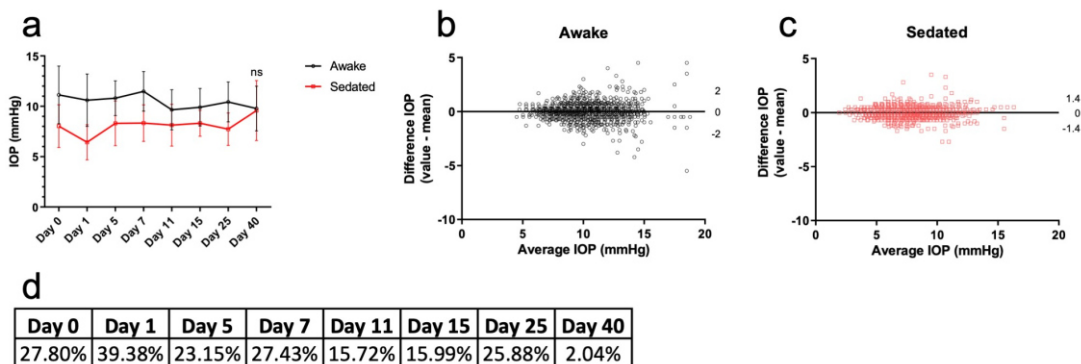 a
15
10
5
0
IOP (mmHg)
ns
Day 0
Day 1
Day 5
Day 7
Day 11
Day 15
Day 25
Day 40
Awake
Sedated
b
Awake
5
0
-5
-10
Difference IOP
(value - mean)
2
0
-2
0
5
10
15
20
Average IOP (mmHg)
c
Sedated
5
0
-5
-10
Difference IOP
(value - mean)
1.4
0
-1.4
0
5
10
15
20
Average IOP (mmHg)
d
Day 0 Day 1 Day 5 Day 7 Day 11 Day 15 Day 25 Day 40
27.80% 39.38% 23.15% 27.43% 15.72% 15.99% 25.88% 2.04%